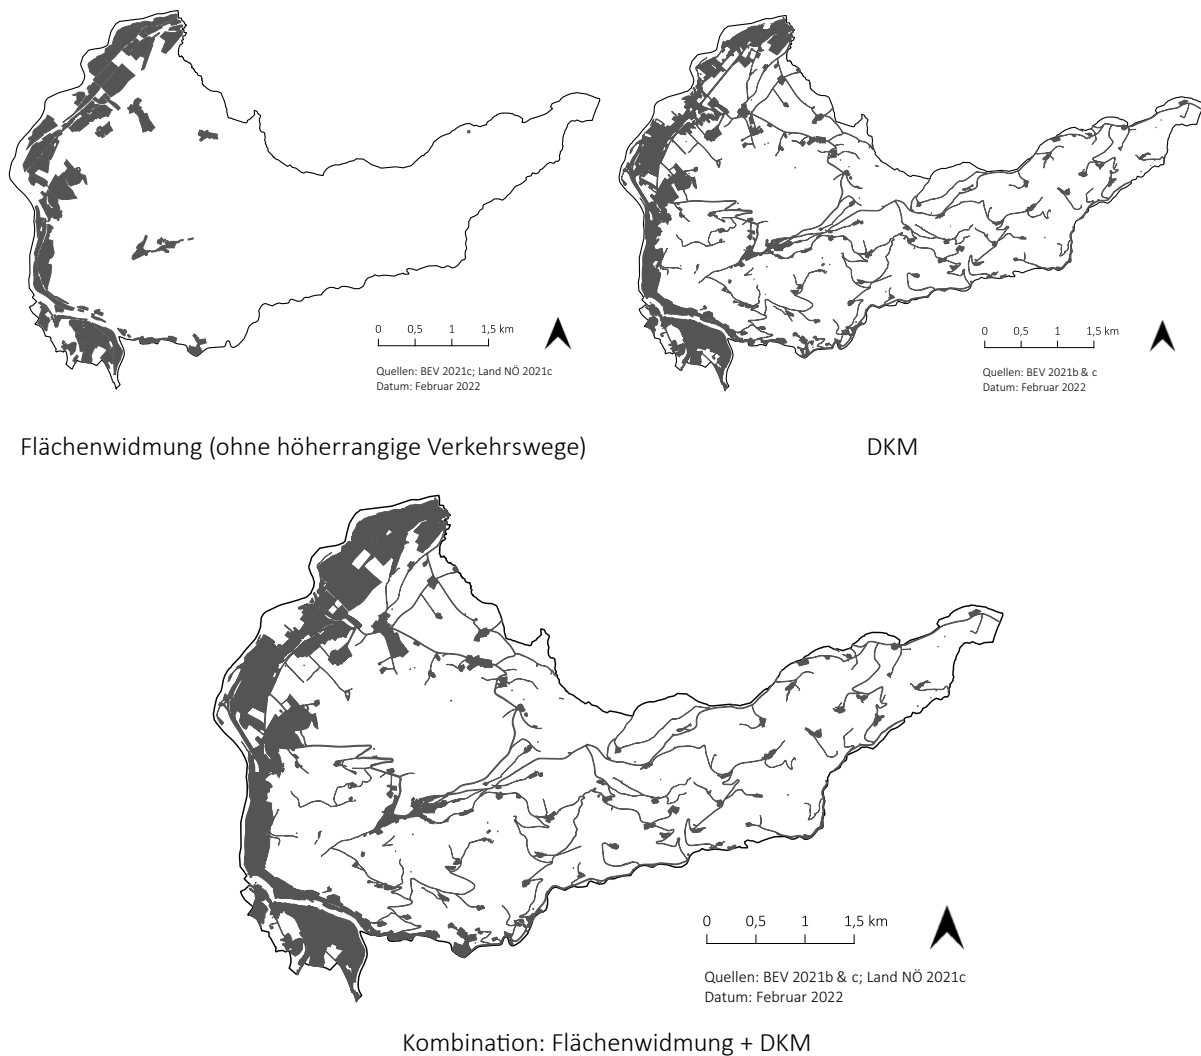 0 0,5 1 1,5 km
Quellen: BEV 2021c; Land NÖ 2021c
Datum: Februar 2022
Flächenwidmung (ohne höherrangige Verkehrswege)
0 0,5 1 1,5 km
Quellen: BEV 2021b & c
Datum: Februar 2022
DKM
0 0,5 1 1,5 km
Quellen: BEV 2021b & c; Land NÖ 2021c
Datum: Februar 2022
Kombination: Flächenwidmung + DKM